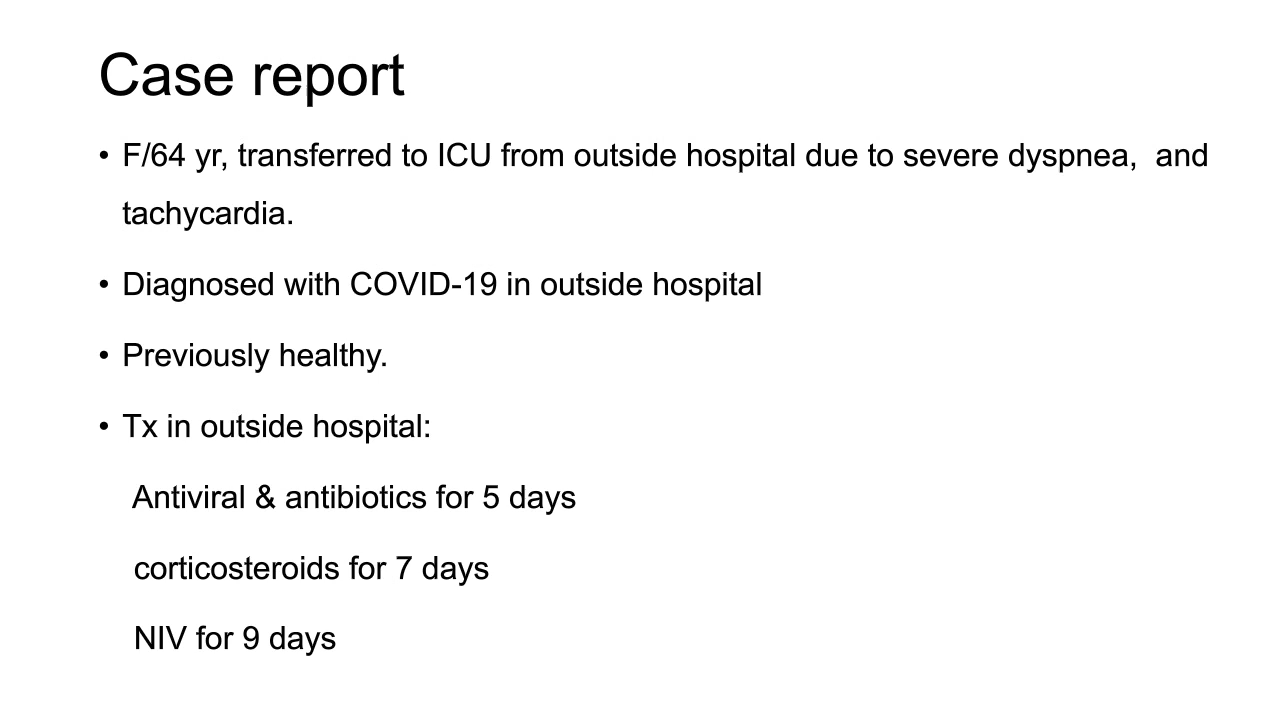 Case report
• F/64 yr, transferred to ICU from outside hospital due to severe dyspnea,  and
tachycardia.
• Diagnosed with COVID-19 in outside hospital
• Previously healthy.
• Tx in outside hospital:
Antiviral & antibiotics for 5 days
corticosteroids for 7 days
NIV for 9 days